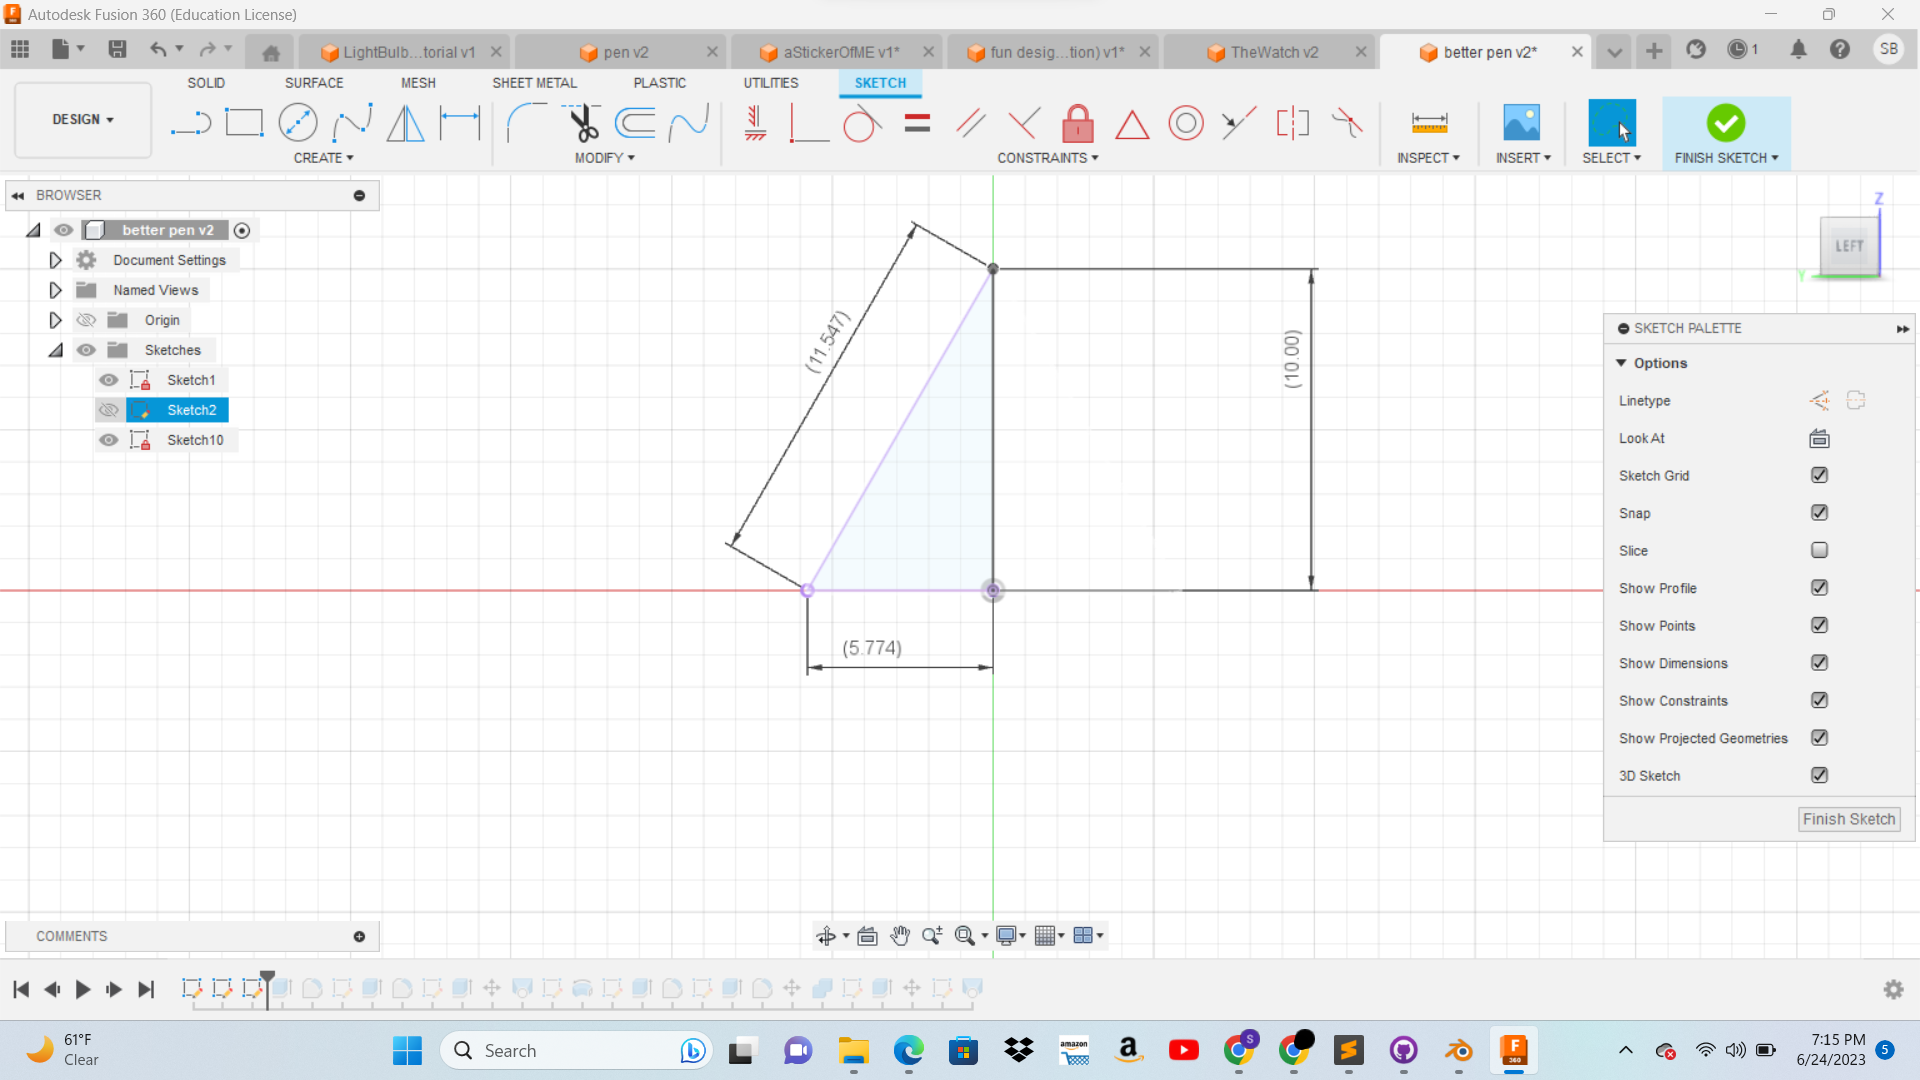 Autodesk Fusion 360 (Education License)
LightBulb...torial v1
pen v2
aStickerOfME v1*
fun desig...tion) v1*
TheWatch v2
better pen v2*
1
SB
DESIGN
SOLID
SURFACE
MESH
SHEET METAL
PLASTIC
UTILITIES
SKETCH
CREATE
MODIFY
CONSTRAINTS
INSPECT
INSERT
SELECT
FINISH SKETCH
BROWSER
better pen v2
Document Settings
Named Views
Origin
Sketches
Sketch1
Sketch2
Sketch10
(11.547)
(10.00)
(5.774)
Z
LEFT
Y
SKETCH PALETTE
Options
Linetype
Look At
Sketch Grid
Snap
Slice
Show Profile
Show Points
Show Dimensions
Show Constraints
Show Projected Geometries
3D Sketch
Finish Sketch
COMMENTS
61°F
Clear
Search
amazon
S
F
360
7:15 PM
6/24/2023
5